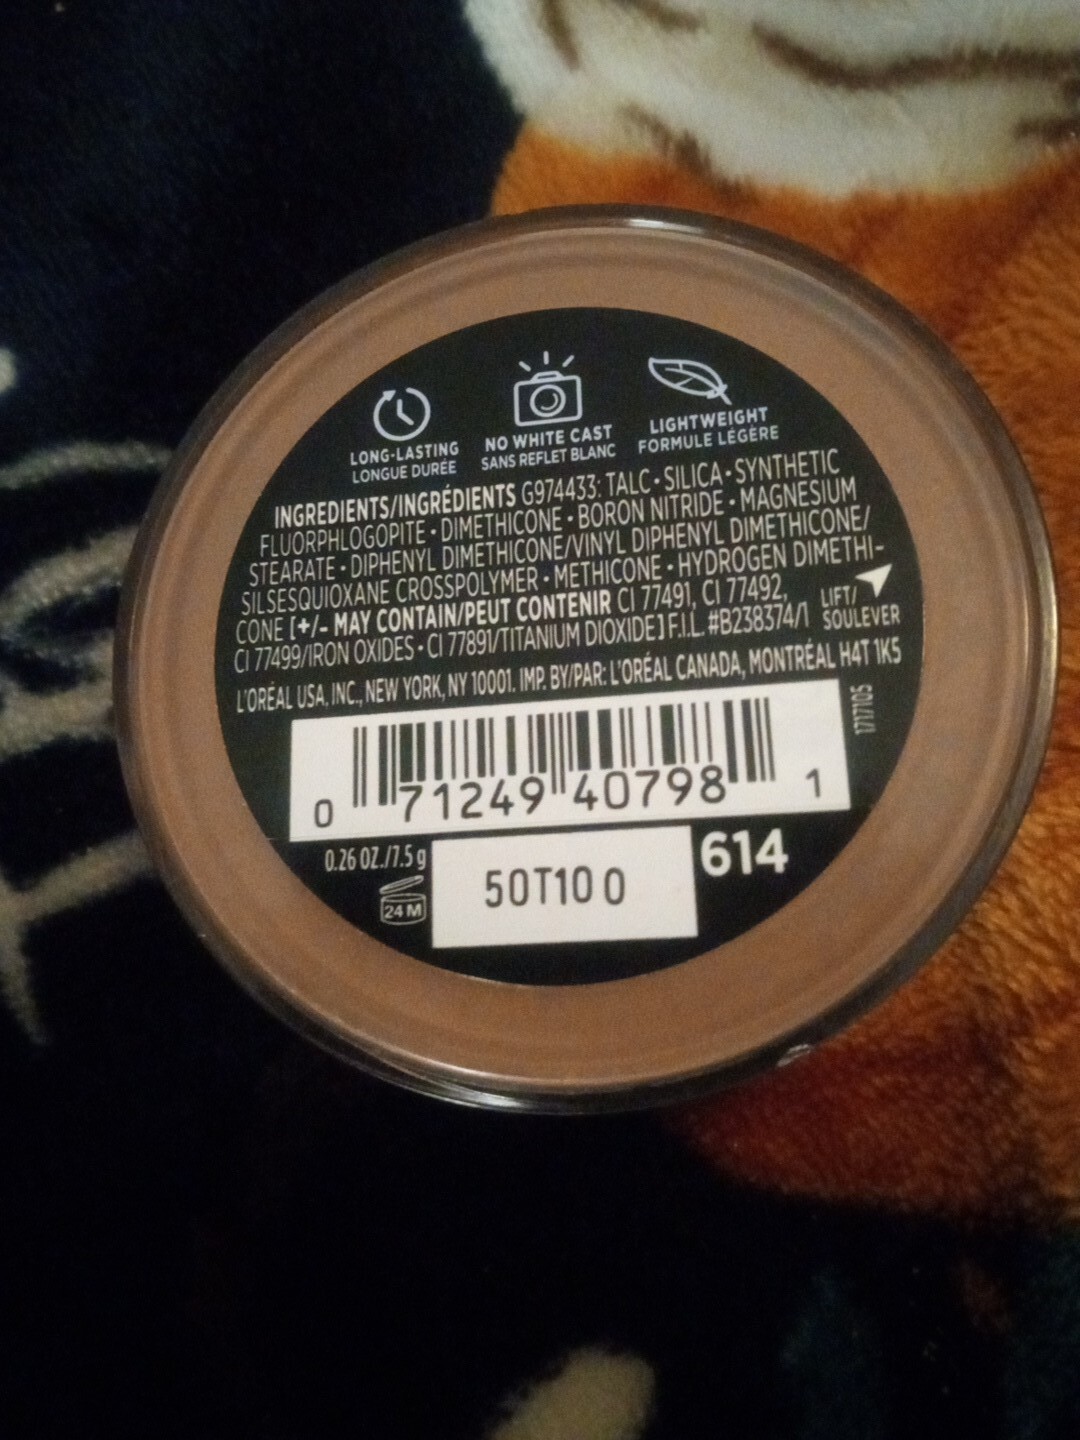 LONG-LASTING
LONGUE DURÉE
NO WHITE CAST
SANS REFLET BLANC
LIGHTWEIGHT
FORMULE LÉGÈRE
INGREDIENTS/INGRÉDIENTS G974433: TALC • SILICA • SYNTHETIC
FLUORPHLOGOPITE • DIMETHICONE • BORON NITRIDE • MAGNESIUM
STEARATE • DIPHENYL DIMETHICONE/VINYL DIPHENYL DIMETHICONE/
SILSESQUIOXANE CROSSPOLYMER • METHICONE • HYDROGEN DIMETHI-
CONE [+/- MAY CONTAIN/PEUT CONTENIR CI 77491, CI 77492,
CI 77499/IRON OXIDES • CI 77891/TITANIUM DIOXIDE] F.I.L. #B238374/1
LIFT/
SOULEVER
L'ORÉAL USA, INC., NEW YORK, NY 10001. IMP. BY/PAR: L'ORÉAL CANADA, MONTRÉAL H4T 1K5
0 71249 40798 1
0.26 OZ./7.5 g
24 M
50T100
614